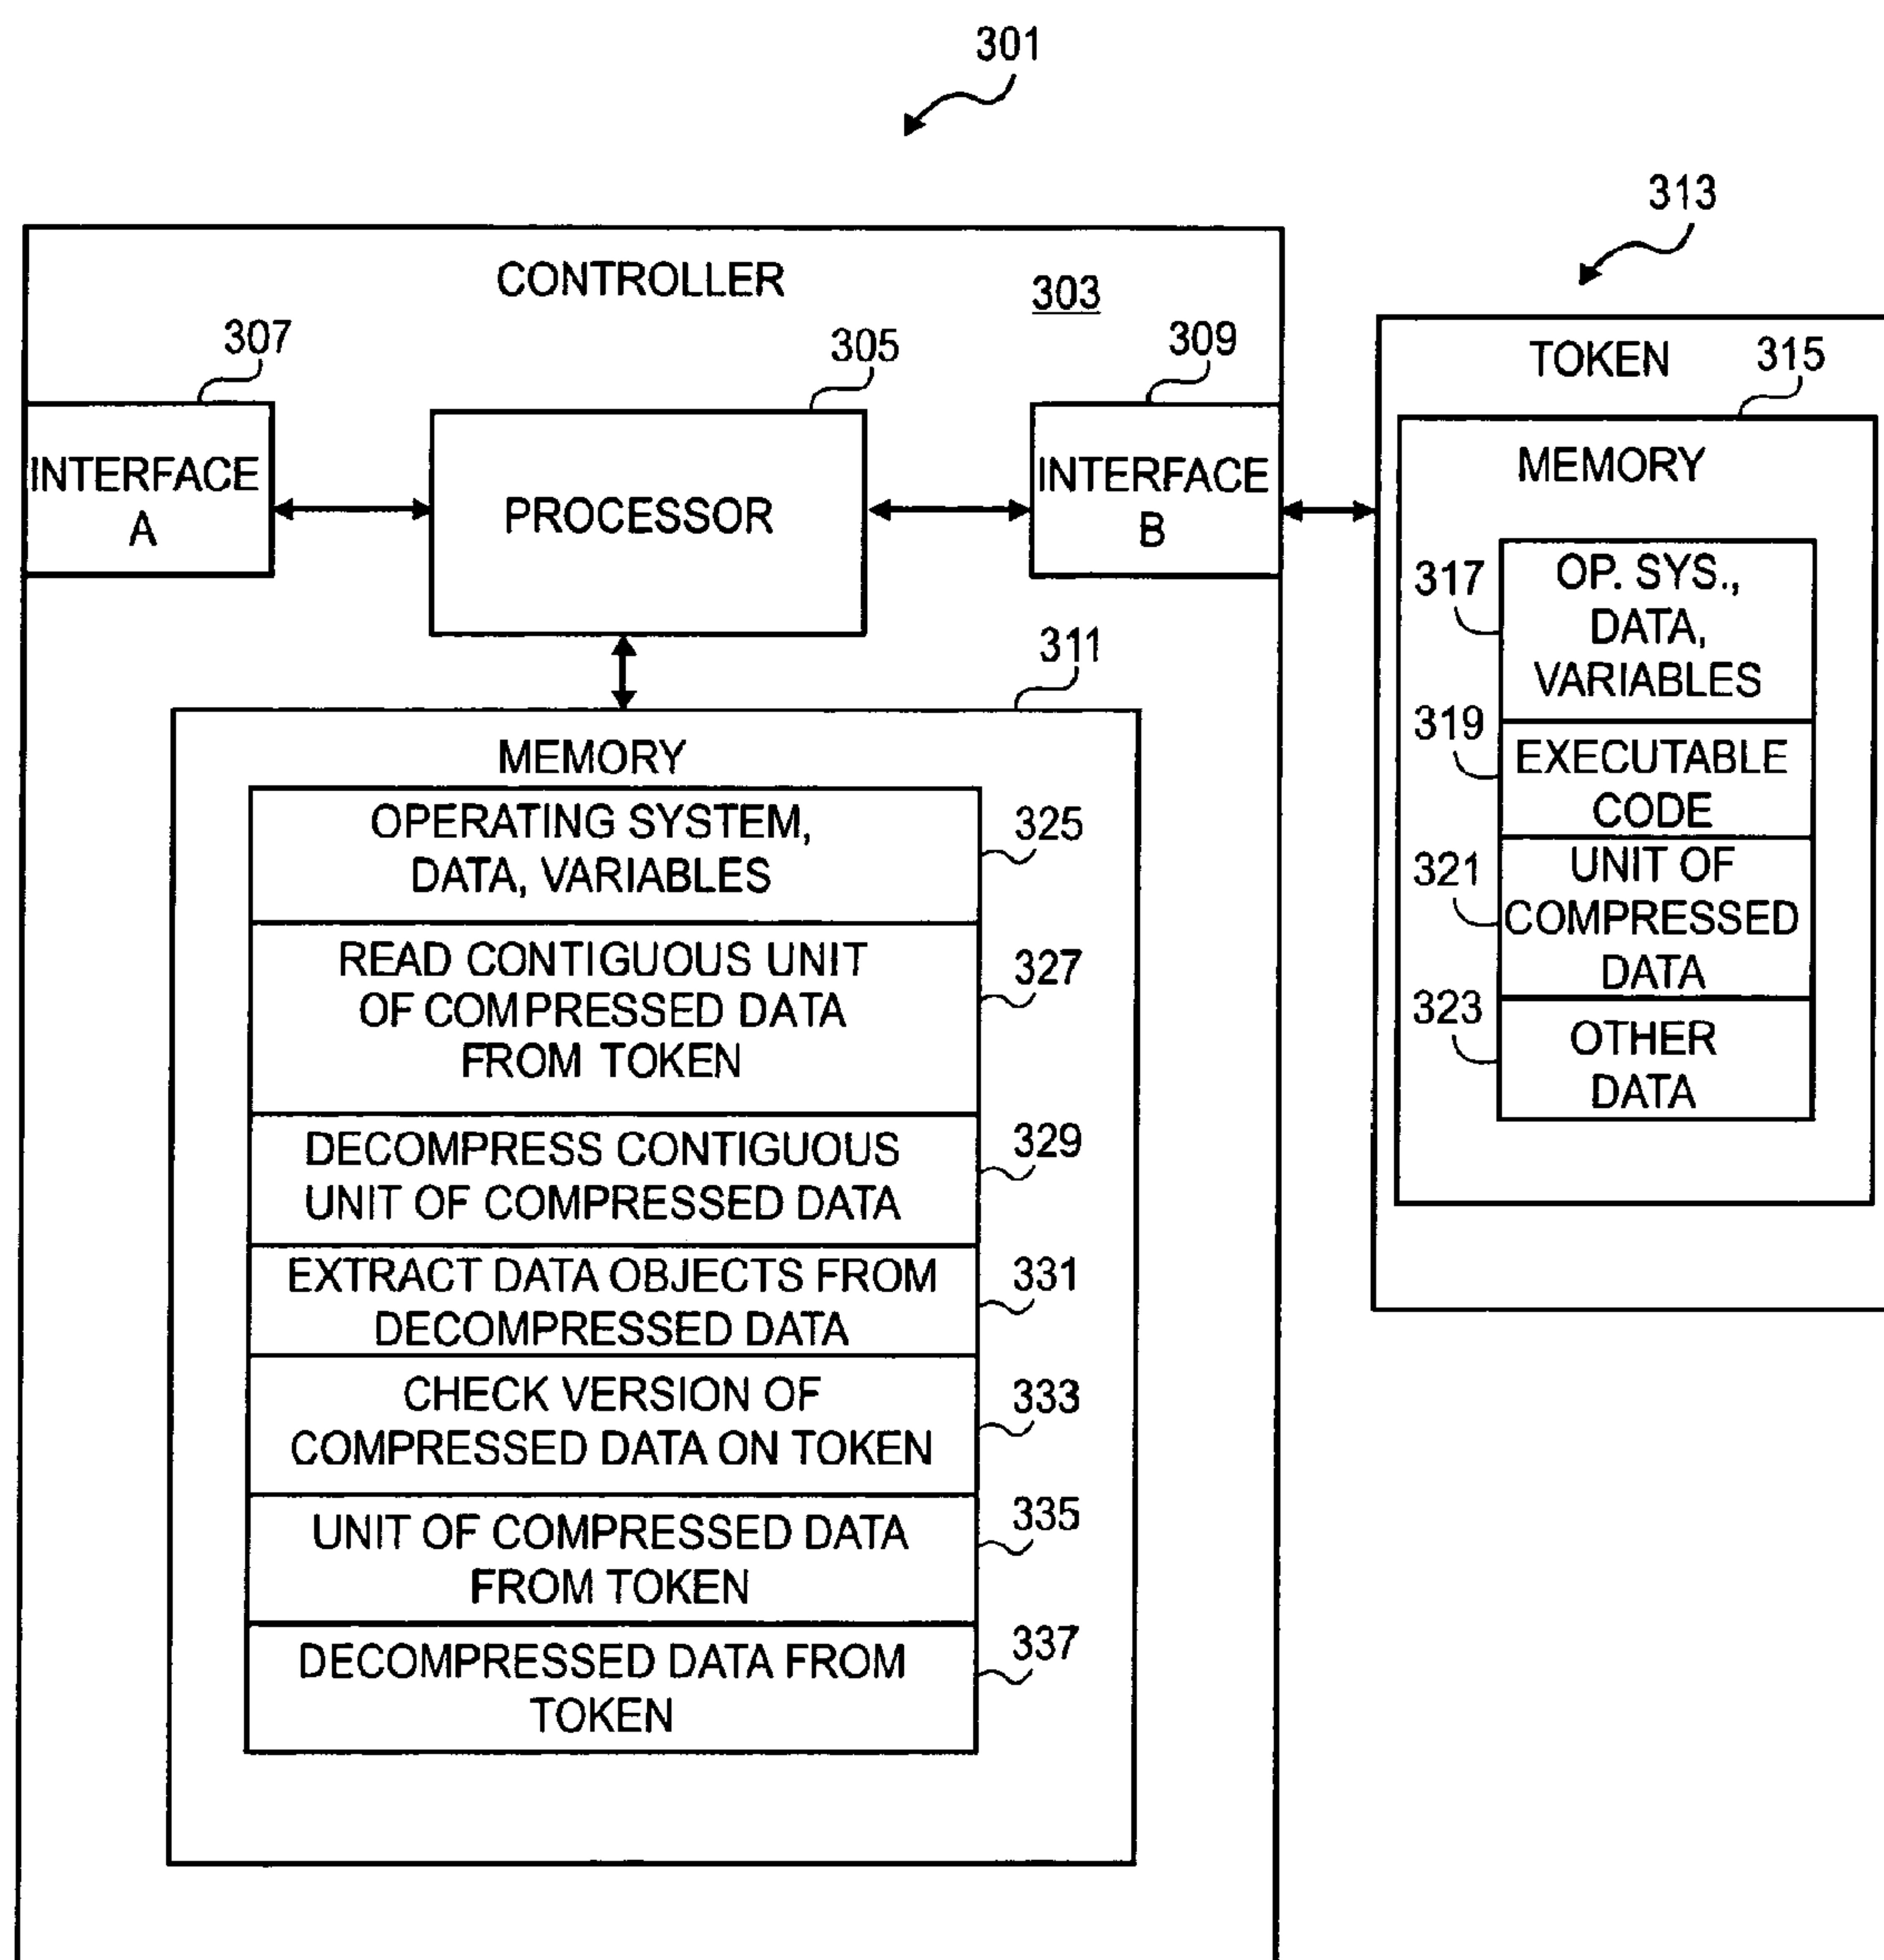 301
313
CONTROLLER
303
307
305
309
INTERFACE
A
PROCESSOR
INTERFACE
B
TOKEN
315
MEMORY
317
OP. SYS.,
DATA,
VARIABLES
319
EXECUTABLE
CODE
321
UNIT OF
COMPRESSED
DATA
323
OTHER
DATA
311
MEMORY
OPERATING SYSTEM,
DATA, VARIABLES
325
READ CONTIGUOUS UNIT
OF COMPRESSED DATA
FROM TOKEN
327
DECOMPRESS CONTIGUOUS
UNIT OF COMPRESSED DATA
329
EXTRACT DATA OBJECTS FROM
DECOMPRESSED DATA
331
CHECK VERSION OF
COMPRESSED DATA ON TOKEN
333
UNIT OF COMPRESSED DATA
FROM TOKEN
335
DECOMPRESSED DATA FROM
TOKEN
337